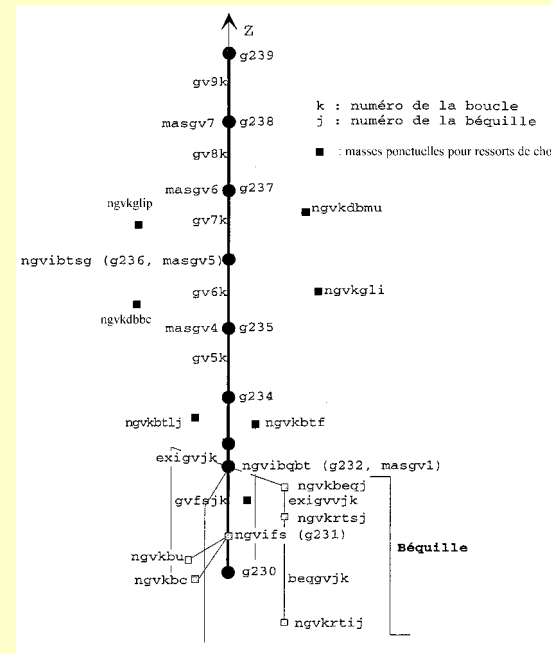 Z
g239
gv9k
k : numéro de la boucle
masgv7
g238
j : numéro de la béquille
gv8k
■ : masses ponctuelles pour ressorts de cho
masgv6
g237
ngvkglip
ngvkdbmu
gv7k
ngvibtsg (g236, masgv5)
gv6k
ngvkgli
ngvkdbbc
masgv4
g235
gv5k
g234
ngvkbtlj
ngvkbtf
exigvjk
ngvibqbt (g232, masgv1)
ngvkbeqj
gvfsjk
exigvvjk
ngvkrtsj
ngvifs (g231)
Béquille
ngvkbu
ngvkbc
g230
beqgvjk
ngvkrtij